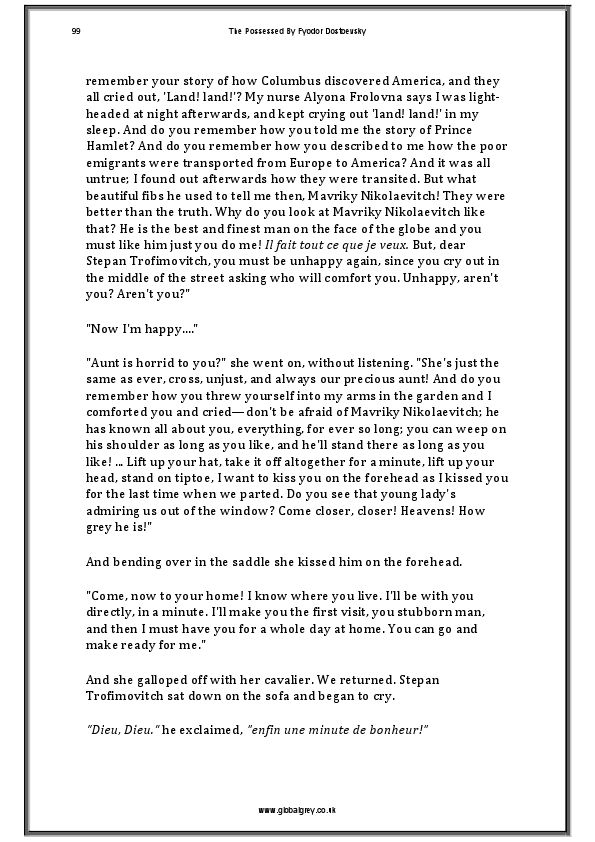 99
The Possessed By Fyodor Dostoevsky
remember your story of how Columbus discovered America, and they
all cried out, 'Land! land!'? My nurse Alyona Frolovna says I was light-
headed at night afterwards, and kept crying out 'land! land!' in my
sleep. And do you remember how you told me the story of Prince
Hamlet? And do you remember how you described to me how the poor
emigrants were transported from Europe to America? And it was all
untrue; I found out afterwards how they were transited. But what
beautiful fibs he used to tell me then, Mavriky Nikolaevitch! They were
better than the truth. Why do you look at Mavriky Nikolaevitch like
that? He is the best and finest man on the face of the globe and you
must like him just you do me! Il fait tout ce que je veux. But, dear
Stepan Trofimovitch, you must be unhappy again, since you cry out in
the middle of the street asking who will comfort you. Unhappy, aren't
you? Aren't you?"
"Now I'm happy...."
"Aunt is horrid to you?" she went on, without listening. "She's just the
same as ever, cross, unjust, and always our precious aunt! And do you
remember how you threw yourself into my arms in the garden and I
comforted you and cried—don't be afraid of Mavriky Nikolaevitch; he
has known all about you, everything, for ever so long; you can weep on
his shoulder as long as you like, and he'll stand there as long as you
like! ... Lift up your hat, take it off altogether for a minute, lift up your
head, stand on tiptoe, I want to kiss you on the forehead as I kissed you
for the last time when we parted. Do you see that young lady's
admiring us out of the window? Come closer, closer! Heavens! How
grey he is!"
And bending over in the saddle she kissed him on the forehead.
"Come, now to your home! I know where you live. I'll be with you
directly, in a minute. I'll make you the first visit, you stubborn man,
and then I must have you for a whole day at home. You can go and
make ready for me."
And she galloped off with her cavalier. We returned. Stepan
Trofimovitch sat down on the sofa and began to cry.
"Dieu, Dieu." he exclaimed, "enfin une minute de bonheur!"
www.globalgrey.co.uk